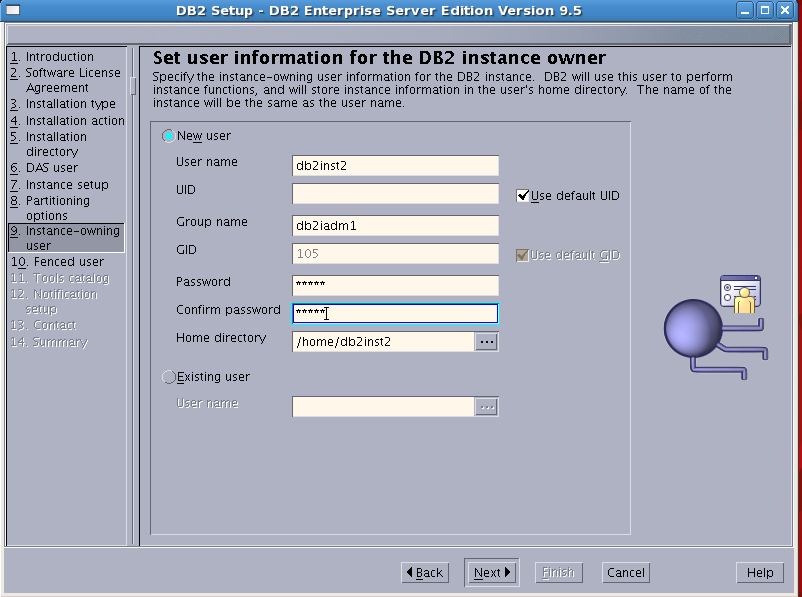 DB2 Setup - DB2 Enterprise Server Edition Version 9.5
1. Introduction
2. Software License
Agreement
3. Installation type
4. Installation action
5. Installation
directory
6. DAS user
7. Instance setup
8. Partitioning
options
9. Instance-owning
user
10. Fenced user
11. Tools catalog
12. Notification
setup
13. Contact
14. Summary
Set user information for the DB2 instance owner
Specify the instance-owning user information for the DB2 instance. DB2 will use this user to perform
instance functions, and will store instance information in the user's home directory. The name of the
instance will be the same as the user name.
New user
User name db2inst2
UID Use default UID
Group name db2iadm1
GID 105 Use default GID
Password *****
Confirm password *****
Home directory /home/db2inst2 ...
Existing user
User name ...
Back Next Finish Cancel Help